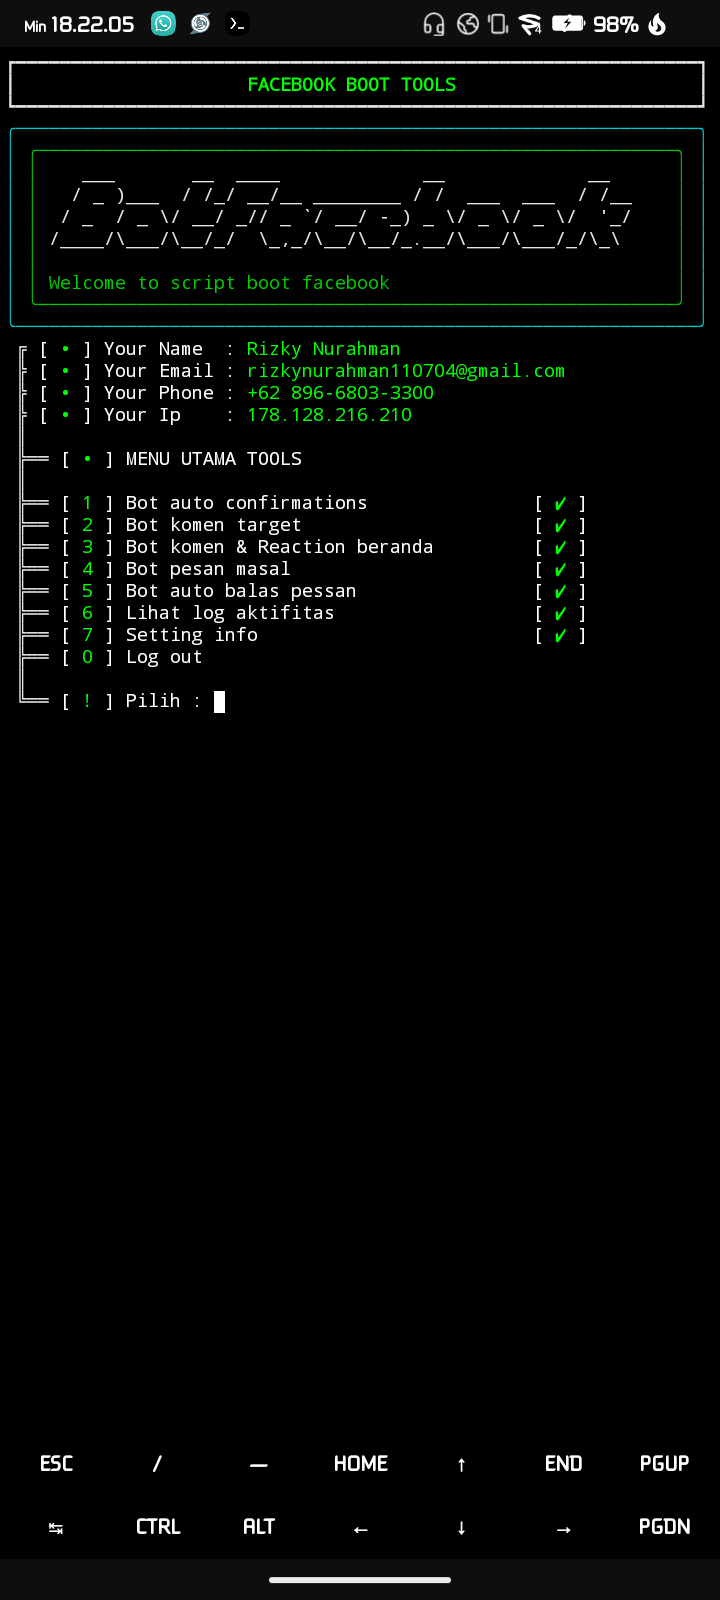 Min 18.22.05 98%
FACEBOOK BOOT TOOLS
BotFacebook
Welcome to script boot facebook
[ • ] Your Name : Rizky Nurahman
[ • ] Your Email : rizkynurahman110704@gmail.com
[ • ] Your Phone : +62 896-6803-3300
[ • ] Your Ip : 178.128.216.210
[ • ] MENU UTAMA TOOLS
[ 1 ] Bot auto confirmations [ ✔ ]
[ 2 ] Bot komen target [ ✔ ]
[ 3 ] Bot komen & Reaction beranda [ ✔ ]
[ 4 ] Bot pesan masal [ ✔ ]
[ 5 ] Bot auto balas pessan [ ✔ ]
[ 6 ] Lihat log aktifitas [ ✔ ]
[ 7 ] Setting info [ ✔ ]
[ 0 ] Log out
[ ! ] Pilih :
ESC / — HOME ↑ END PGUP
↹ CTRL ALT ← ↓ → PGDN